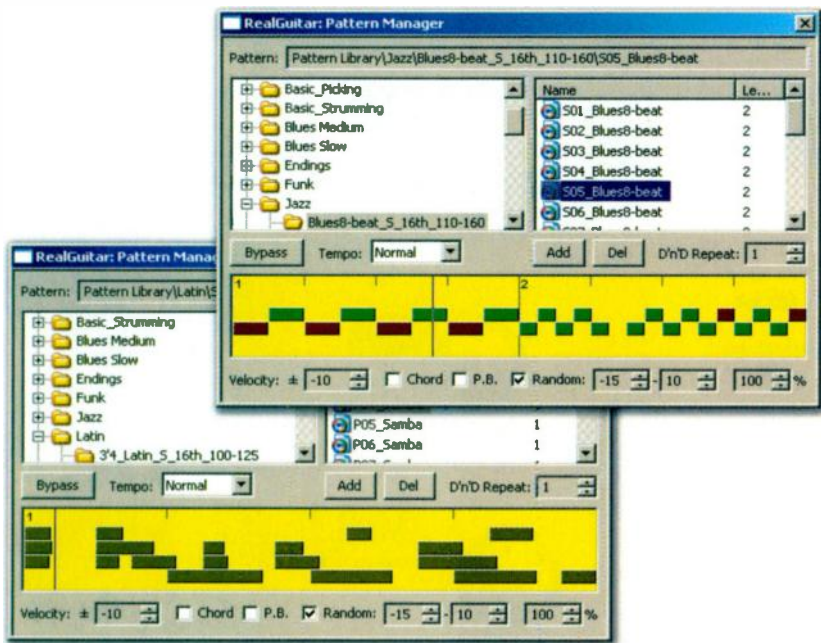 RealGuitar: Pattern Manager
Pattern: Pattern Library\Jazz\Blues8-beat_S_16th_110-160\S05_Blues8-beat
Basic_Picking
Basic_Strumming
Blues Medium
Blues Slow
Endings
Funk
Jazz
Blues8-beat_S_16th_110-160
Name Le...
S01_Blues8-beat 2
S02_Blues8-beat 2
S03_Blues8-beat 2
S04_Blues8-beat 2
S05_Blues8-beat 2
S06_Blues8-beat 2
Bypass Tempo: Normal Add Del D'n'D Repeat: 1
1 2
Velocity: ± -10 Chord P.B. Random: -15 - 10 100 %
RealGuitar: Pattern Manag
Pattern: Pattern Library\Latin\S
Basic_Strumming
Blues Medium
Blues Slow
Endings
Funk
Jazz
Latin
3'4_Latin_S_16th_100-125
P05_Samba 1
P06_Samba 1
Bypass Tempo: Normal Add Del D'n'D Repeat: 1
1
Velocity: ± -10 Chord P.B. Random: -15 - 10 100 %